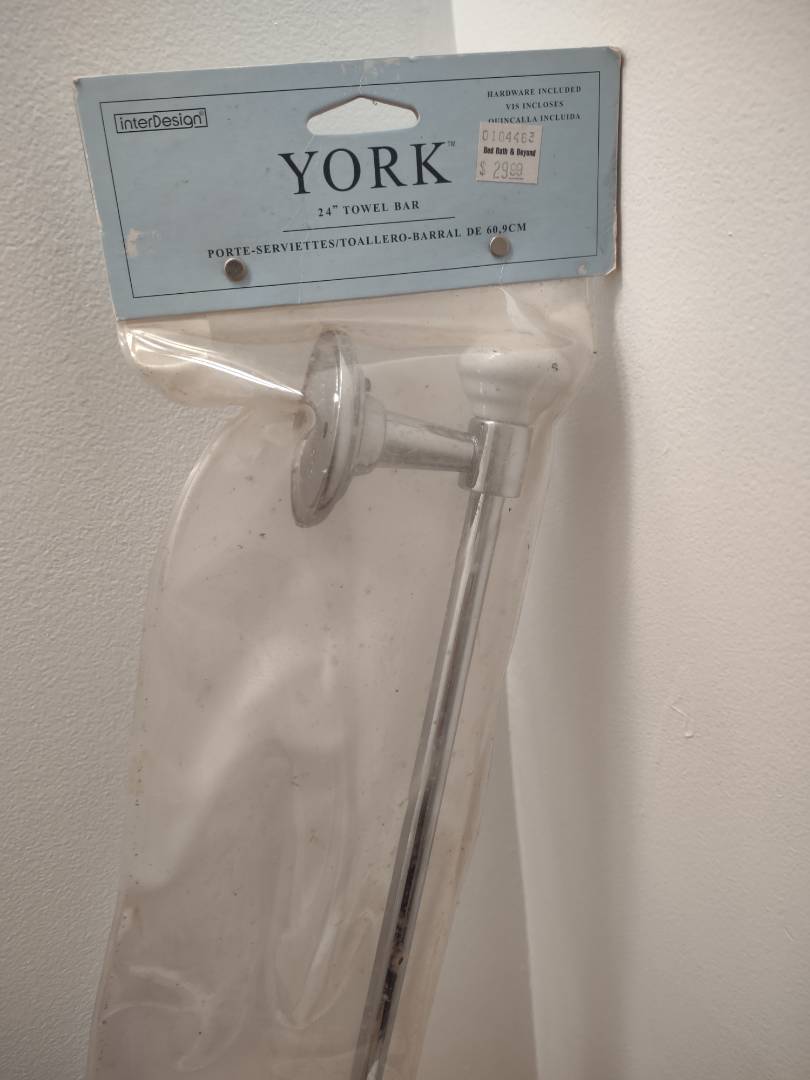 interDesign®
HARDWARE INCLUDED
VIS INCLOSES
QUINCALLA INCLUIDA
0104463
Bed Bath & Beyond
$ 29.99
YORK™
24" TOWEL BAR
PORTE-SERVIETTES/TOALLERO-BARRAL DE 60,9CM